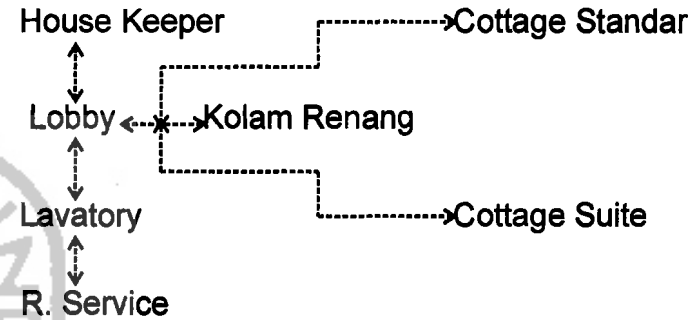 House Keeper
Cottage Standar
Lobby
Kolam Renang
Lavatory
Cottage Suite
R. Service